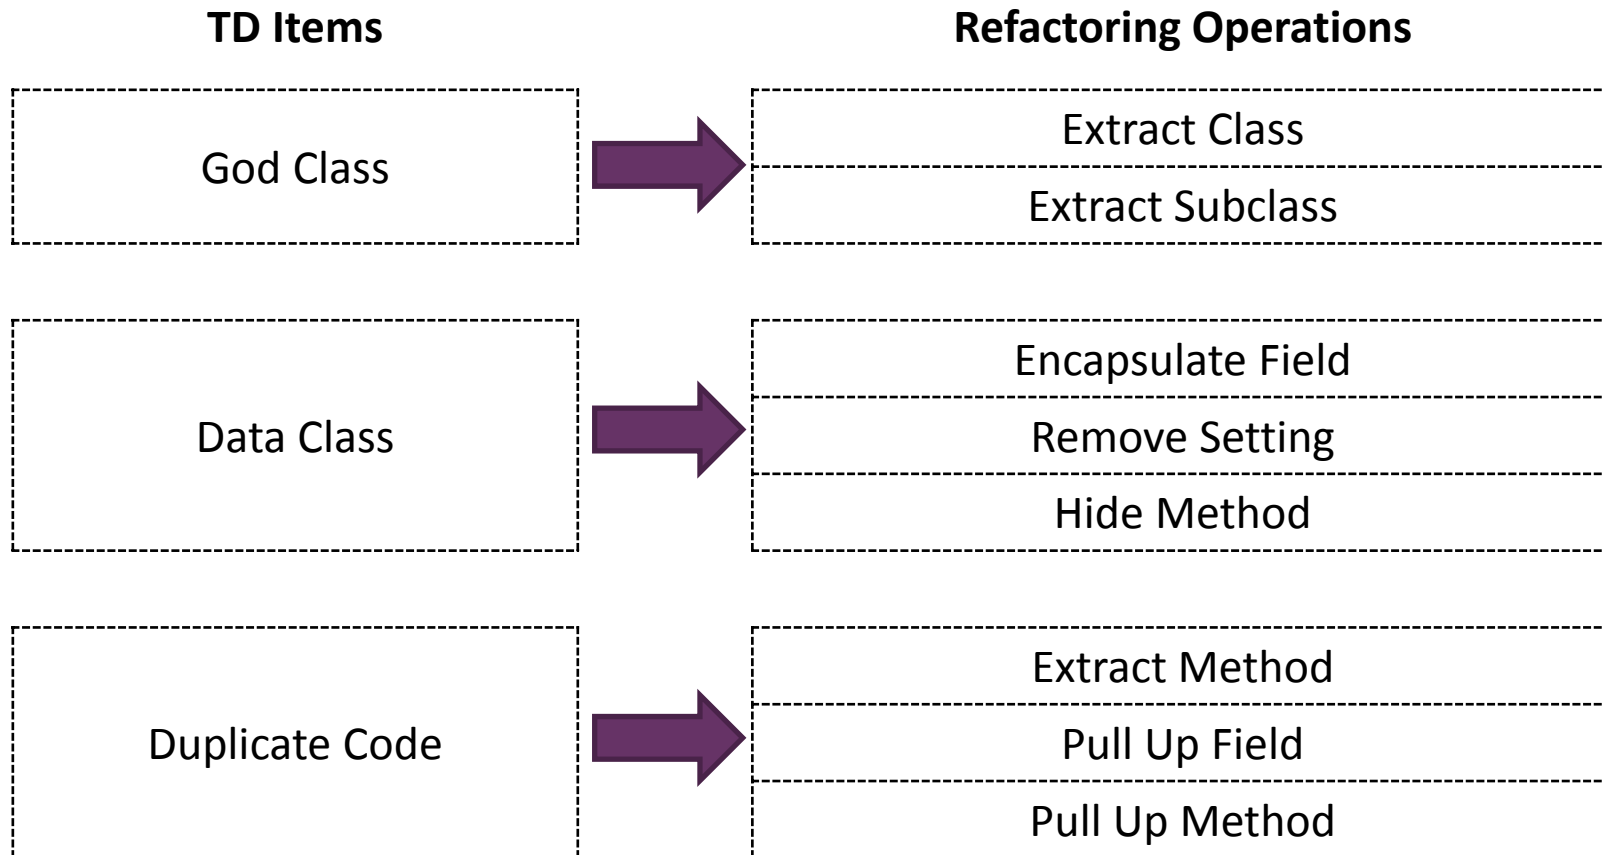 TD Items
Refactoring Operations
God Class
Extract Class
Extract Subclass
Data Class
Encapsulate Field
Remove Setting
Hide Method
Duplicate Code
Extract Method
Pull Up Field
Pull Up Method